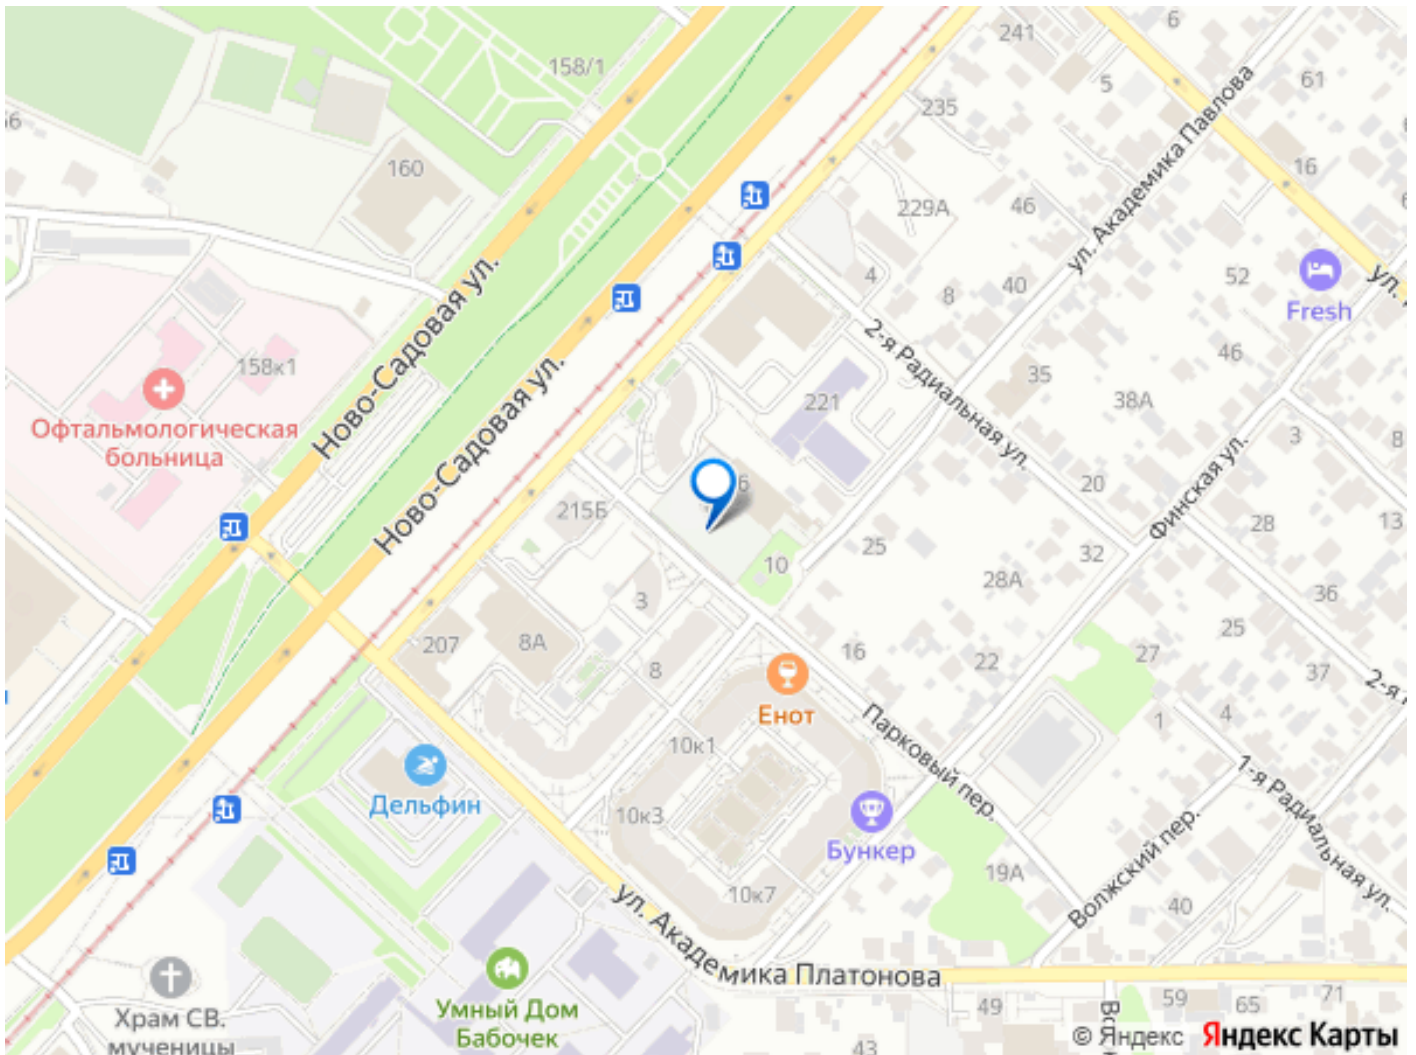 6
241
158/1
5
61
66
235
ул. Академика Павлова
160
16
229А
46
4
8
40
52
Fresh
Ново-Садовая ул.
2-я Радиальная ул.
46
158к1
35
221
38А
Офтальмологическая
больница
Ново-Садовая ул.
3
8
Финская ул.
20
215Б
28
13
25
32
10
28А
36
3
207
8А
25
16
22
27
37
8
Енот
2-я
Парковый пер.
1
4
10к1
1-я Радиальная ул.
Дельфин
10к3
Бункер
Волжский пер.
19А
10к7
40
ул. Академика Платонова
Умный Дом
Бабочек
Храм СВ.
мученицы
49
59
65
71
43
© Яндекс Яндекс Карты